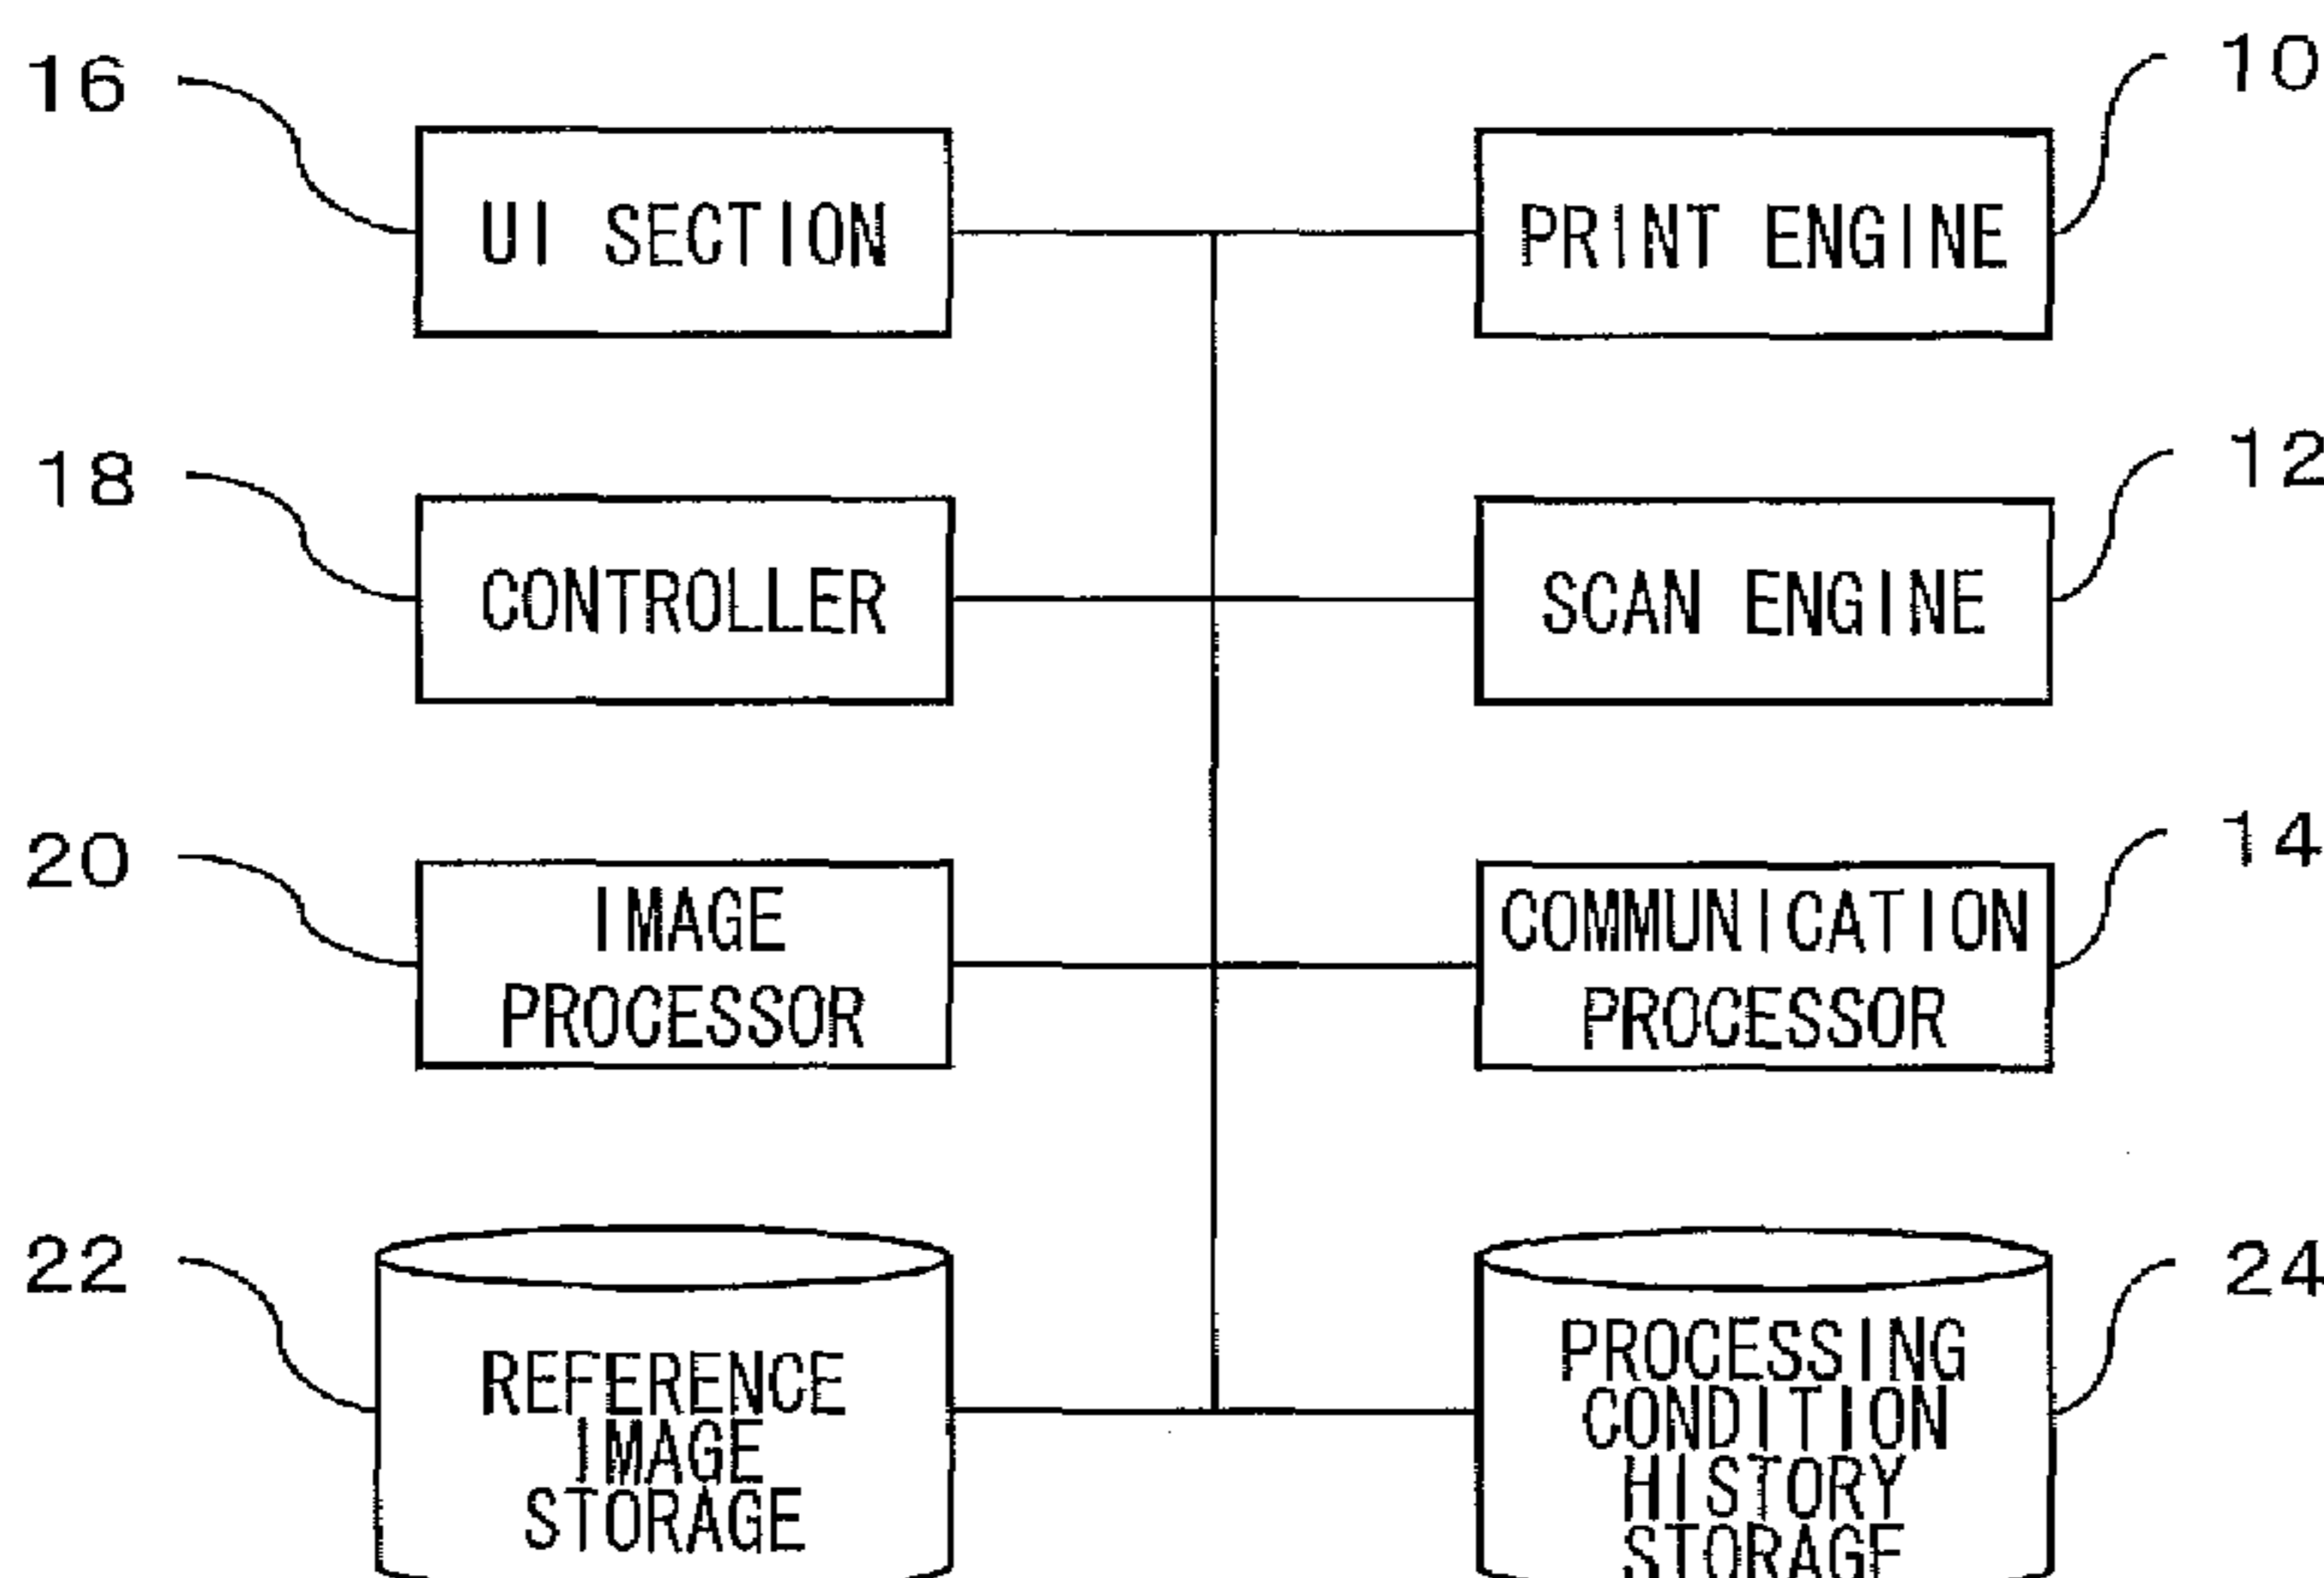 16
10
UI SECTION
PRINT ENGINE
18
12
CONTROLLER
SCAN ENGINE
20
14
IMAGE
PROCESSOR
COMMUNICATION
PROCESSOR
22
24
REFERENCE
IMAGE
STORAGE
PROCESSING
CONDITION
HISTORY
STORAGE